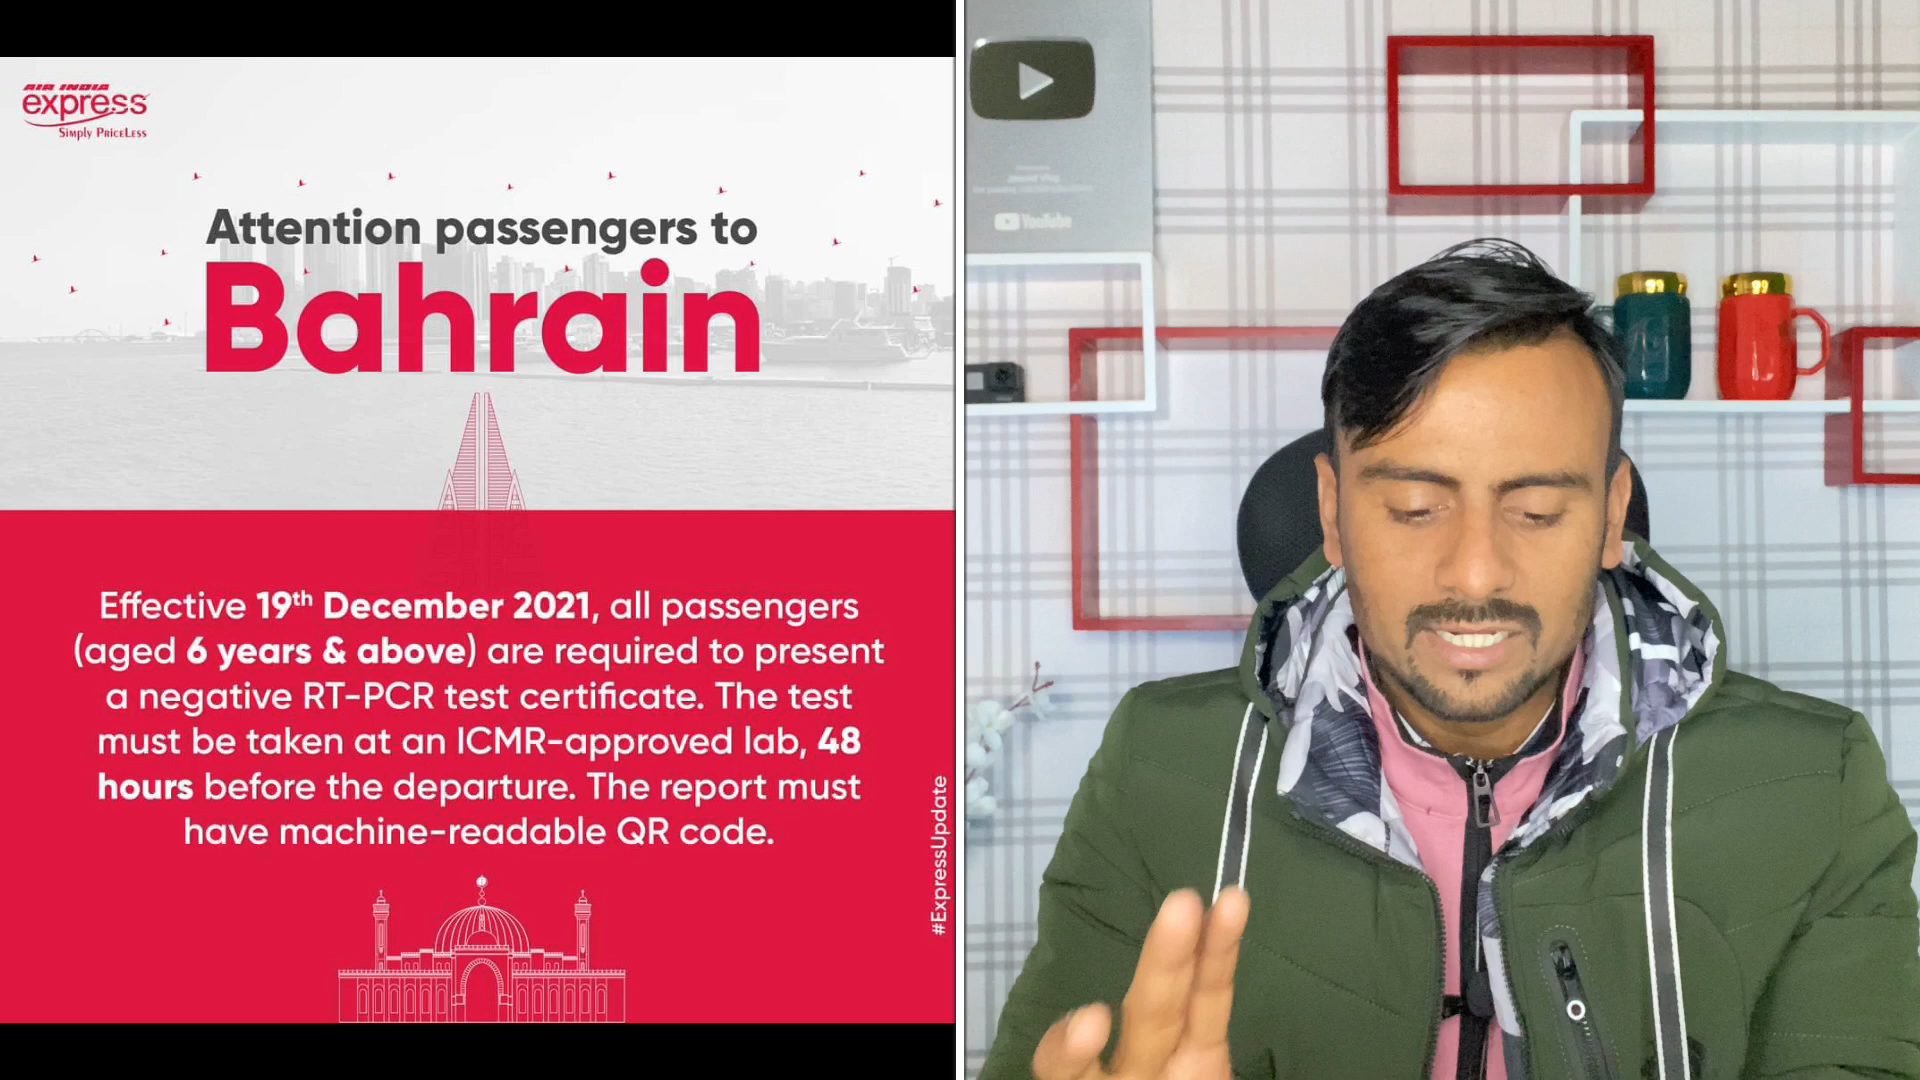 AIR INDIA
express
Simply PriceLess
Attention passengers to
Bahrain
Effective 19th December 2021, all passengers
(aged 6 years & above) are required to present
a negative RT-PCR test certificate. The test
must be taken at an ICMR-approved lab, 48
hours before the departure. The report must
have machine-readable QR code.
#ExpressUpdate
YouTube